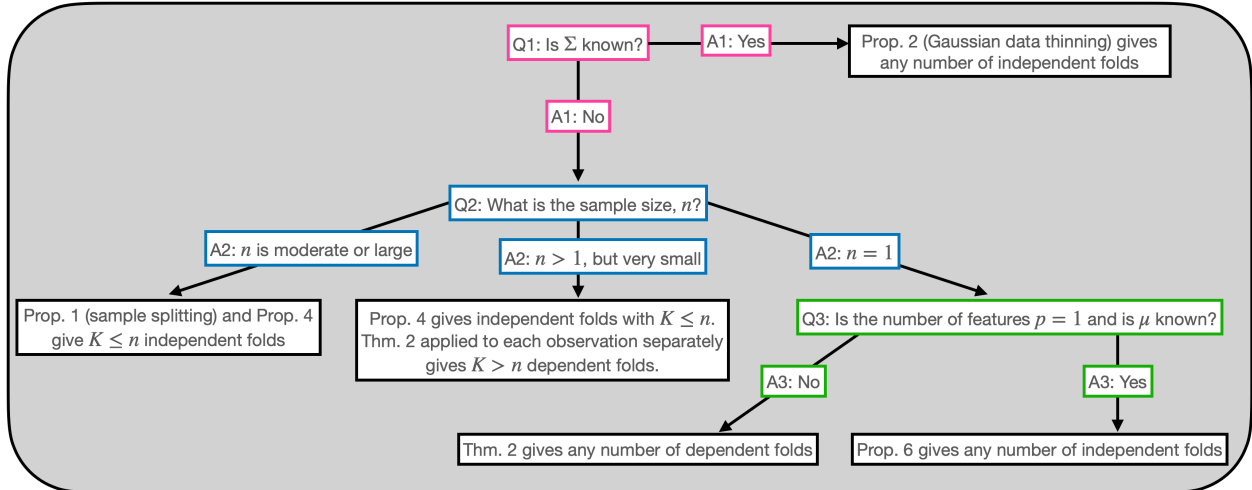 Q1: Is Σ known?
A1: Yes
Prop. 2 (Gaussian data thinning) gives
any number of independent folds
A1: No
Q2: What is the sample size, n?
A2: n is moderate or large
A2: n > 1, but very small
A2: n = 1
Prop. 1 (sample splitting) and Prop. 4
give K ≤ n independent folds
Prop. 4 gives independent folds with K ≤ n.
Thm. 2 applied to each observation separately
gives K > n dependent folds.
Q3: Is the number of features p = 1 and is μ known?
A3: No
A3: Yes
Thm. 2 gives any number of dependent folds
Prop. 6 gives any number of independent folds